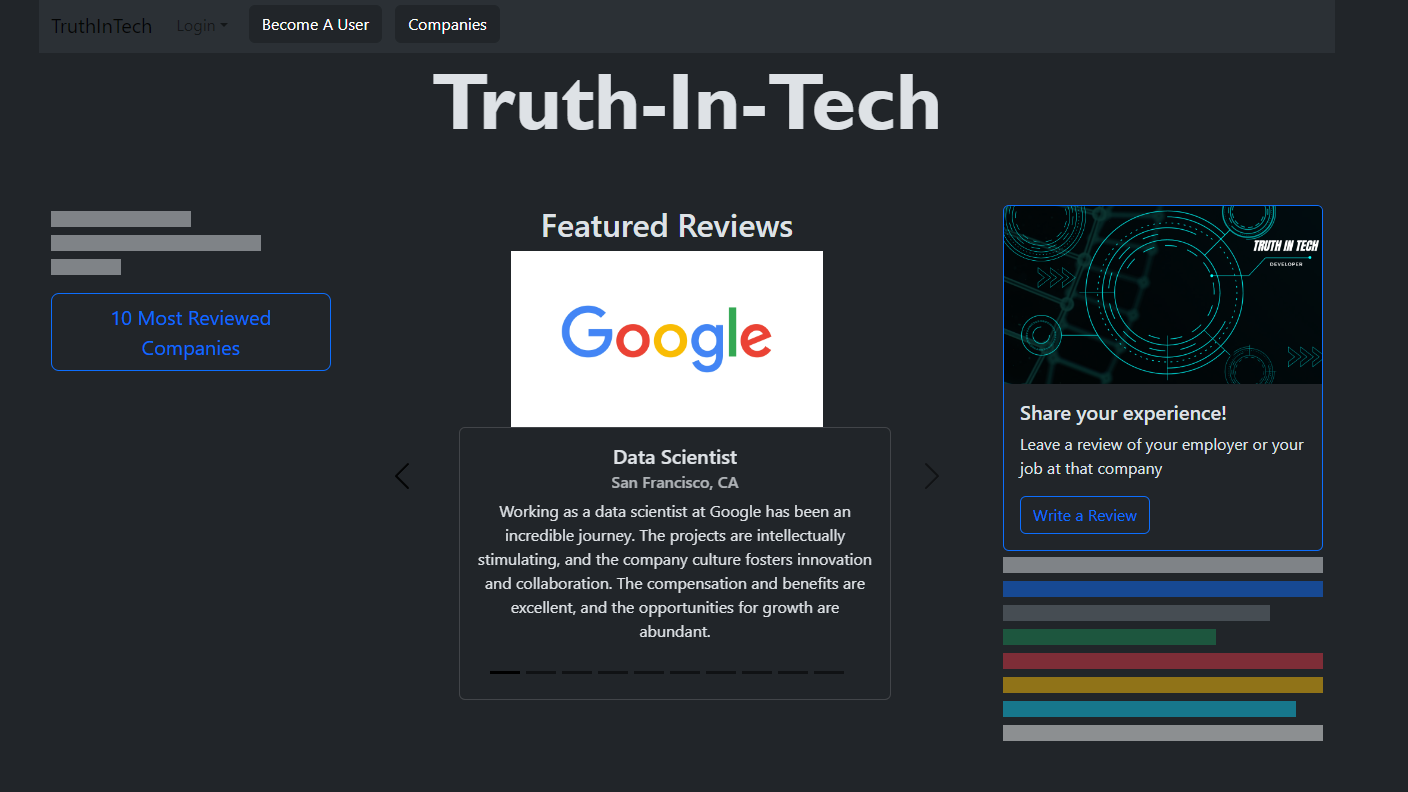 TruthInTech Login Become A User Companies
Truth-In-Tech
10 Most Reviewed
Companies
Featured Reviews
Google
Data Scientist
San Francisco, CA
Working as a data scientist at Google has been an
incredible journey. The projects are intellectually
stimulating, and the company culture fosters innovation
and collaboration. The compensation and benefits are
excellent, and the opportunities for growth are
abundant.
TRUTH IN TECH
DEVELOPER
Share your experience!
Leave a review of your employer or your
job at that company
Write a Review